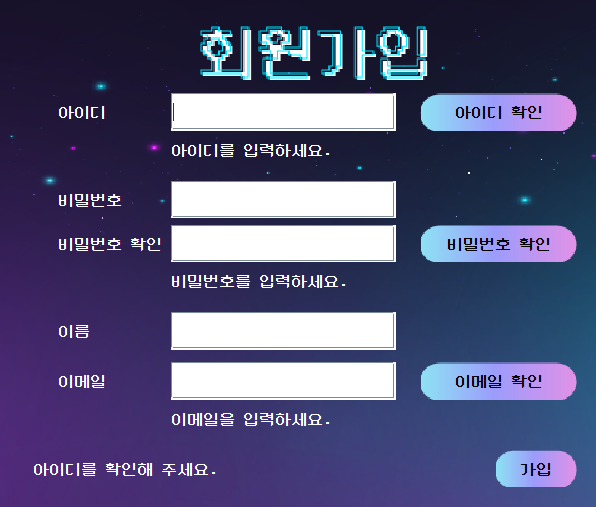 회원가입
아이디 아이디 확인
아이디를 입력하세요.
비밀번호
비밀번호 확인 비밀번호 확인
비밀번호를 입력하세요.
이름
이메일 이메일 확인
이메일을 입력하세요.
아이디를 확인해 주세요. 가입